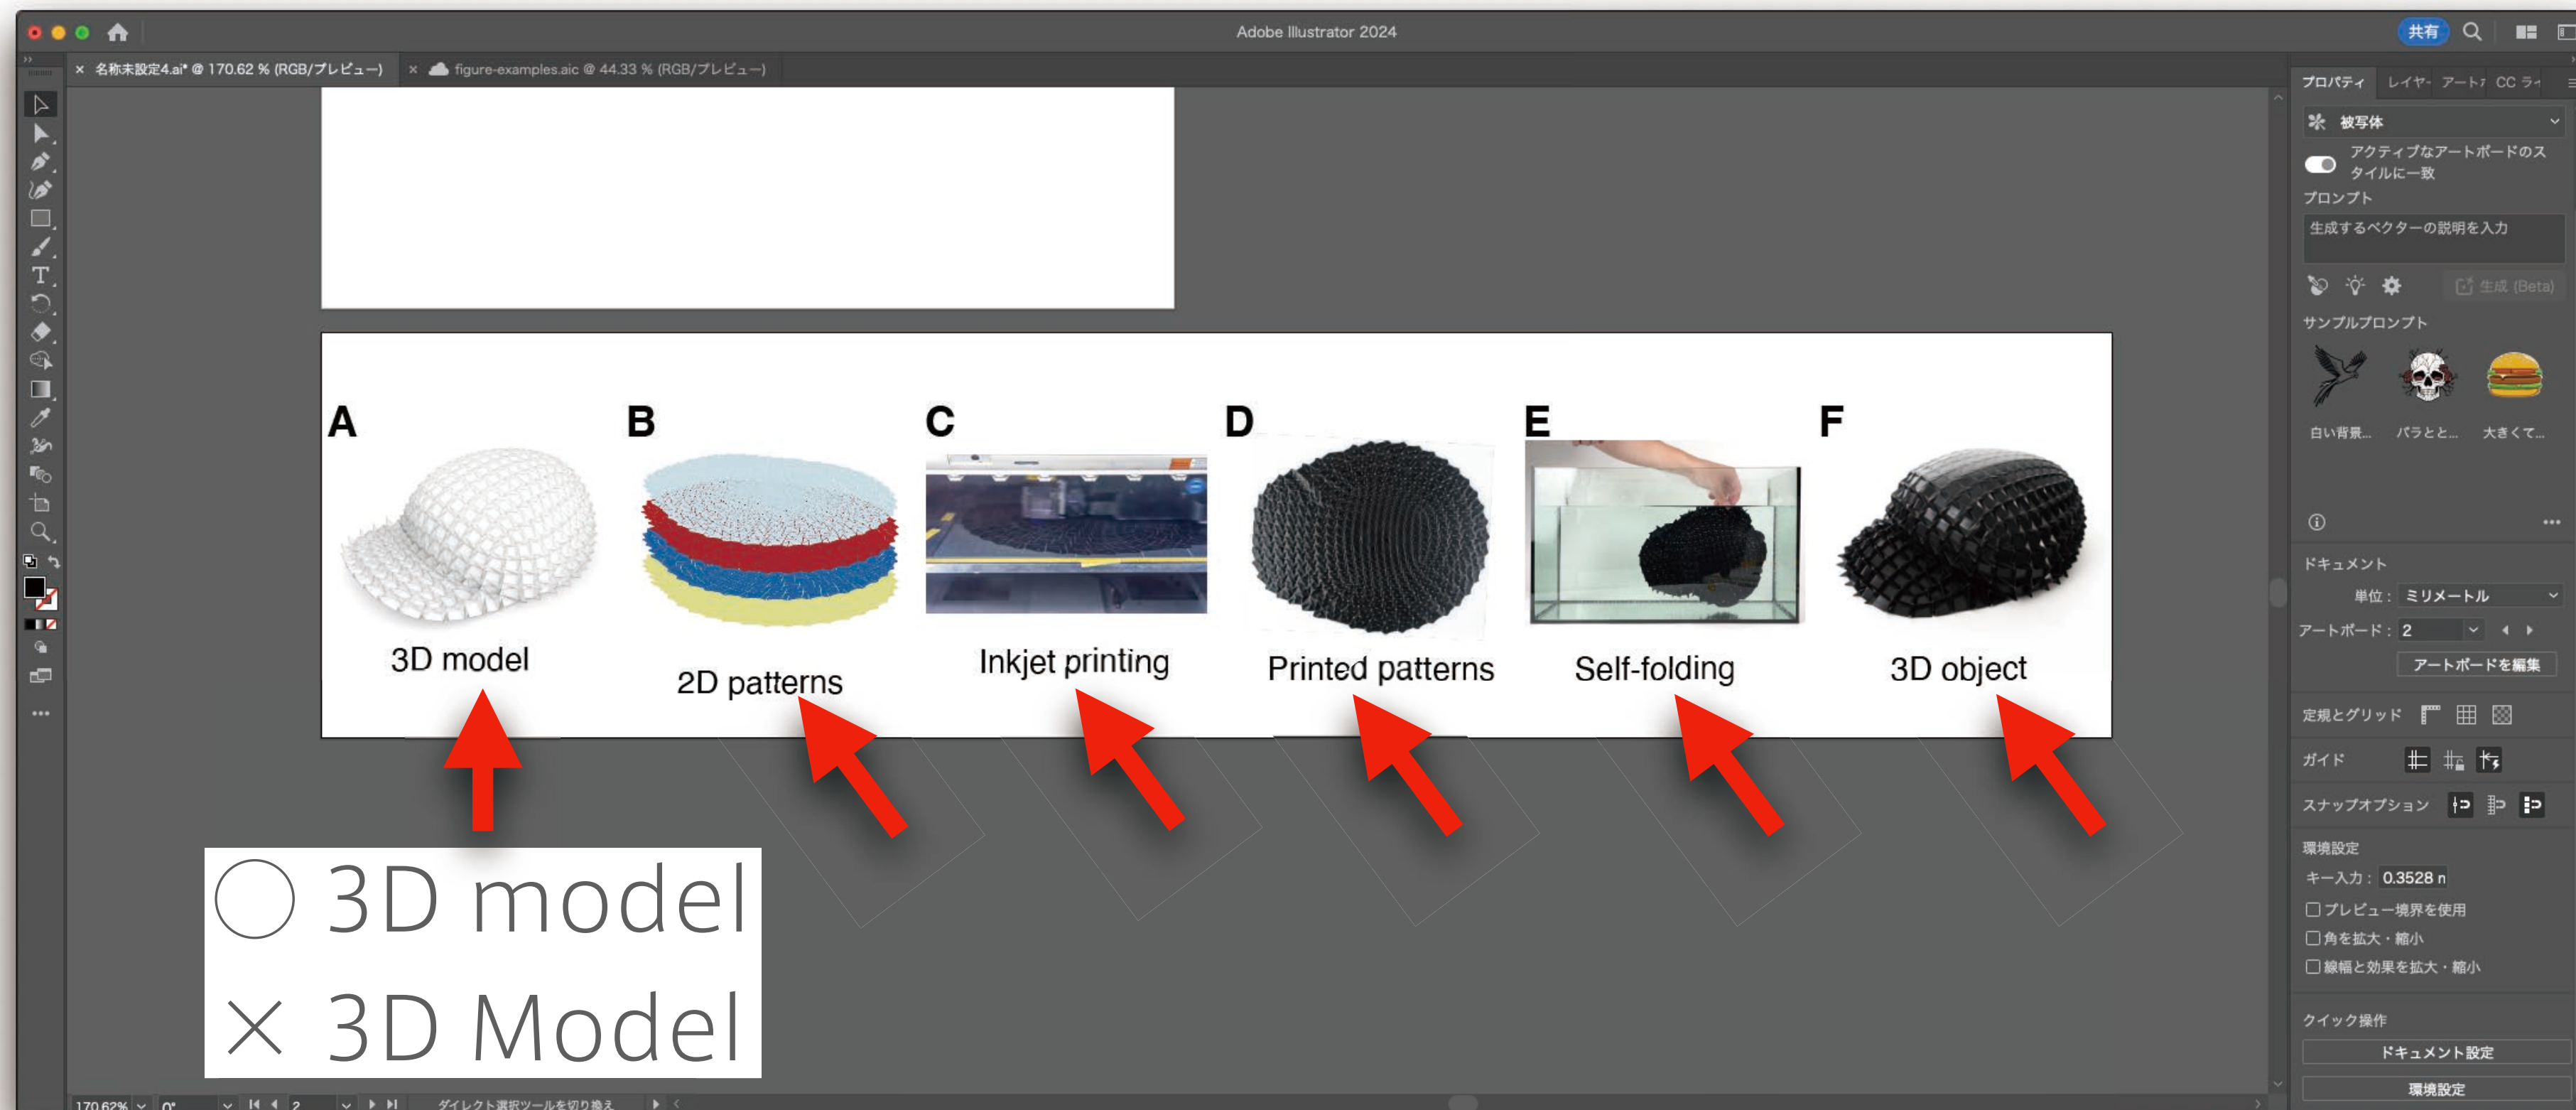 Adobe Illustrator 2024
共有
× 名称未設定4.ai* @ 170.62 % (RGB/プレビュー)
× figure-examples.aic @ 44.33 % (RGB/プレビュー)
プロパティ
レイヤー
CC ライ
被写体
アクティブなアートボードのス
タイルに一致
プロンプト
生成するベクターの説明を入力
生成 (Beta)
サンプルプロンプト
白い背景...
バラとと...
大きくて...
A
B
C
D
E
F
3D model
2D patterns
Inkjet printing
Printed patterns
Self-folding
3D object
○ 3D model
× 3D Model
ドキュメント
単位 : ミリメートル
アートボード : 2
アートボードを編集
定規とグリッド
ガイド
スナップオプション
環境設定
キー入力 : 0.3528 n
プレビュー境界を使用
角を拡大・縮小
線幅と効果を拡大・縮小
クイック操作
ドキュメント設定
環境設定
170.62%
0°
2
ダイレクト選択ツールを切り換え